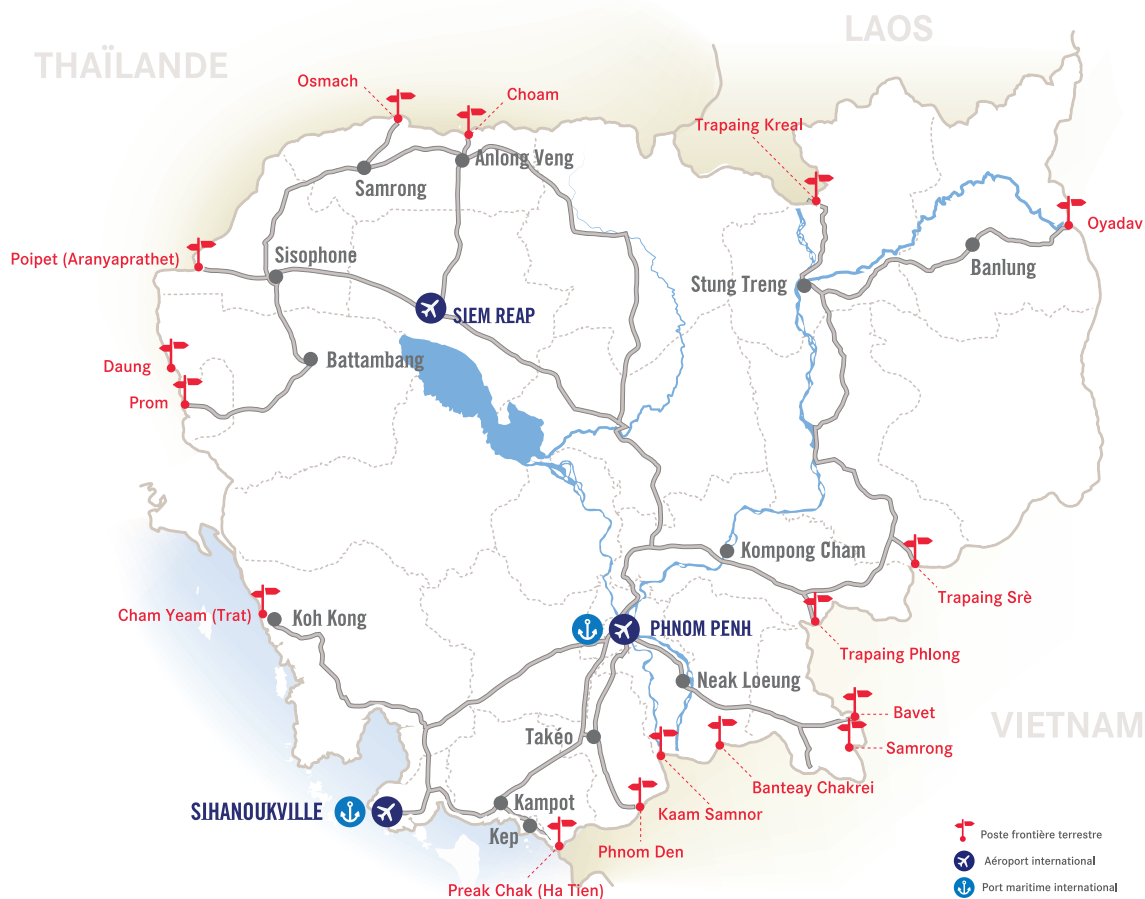 LAOS
THAÏLANDE
Osmach
Choam
Trapaing Kreal
Anlong Veng
Samrong
Oyadav
Poipet (Aranyaprathet)
Sisophone
Banlung
Stung Treng
SIEM REAP
Battambang
Daung
Prom
Kompong Cham
Trapaing Srè
Cham Yeam (Trat)
Koh Kong
PHNOM PENH
Trapaing Phlong
Neak Loeung
Bavet
VIETNAM
Takéo
Samrong
Banteay Chakrei
SIHANOUKVILLE
Kampot
Kaam Samnor
Kep
Phnom Den
Preak Chak (Ha Tien)
Poste frontière terrestre
Aéroport international
Port maritime international